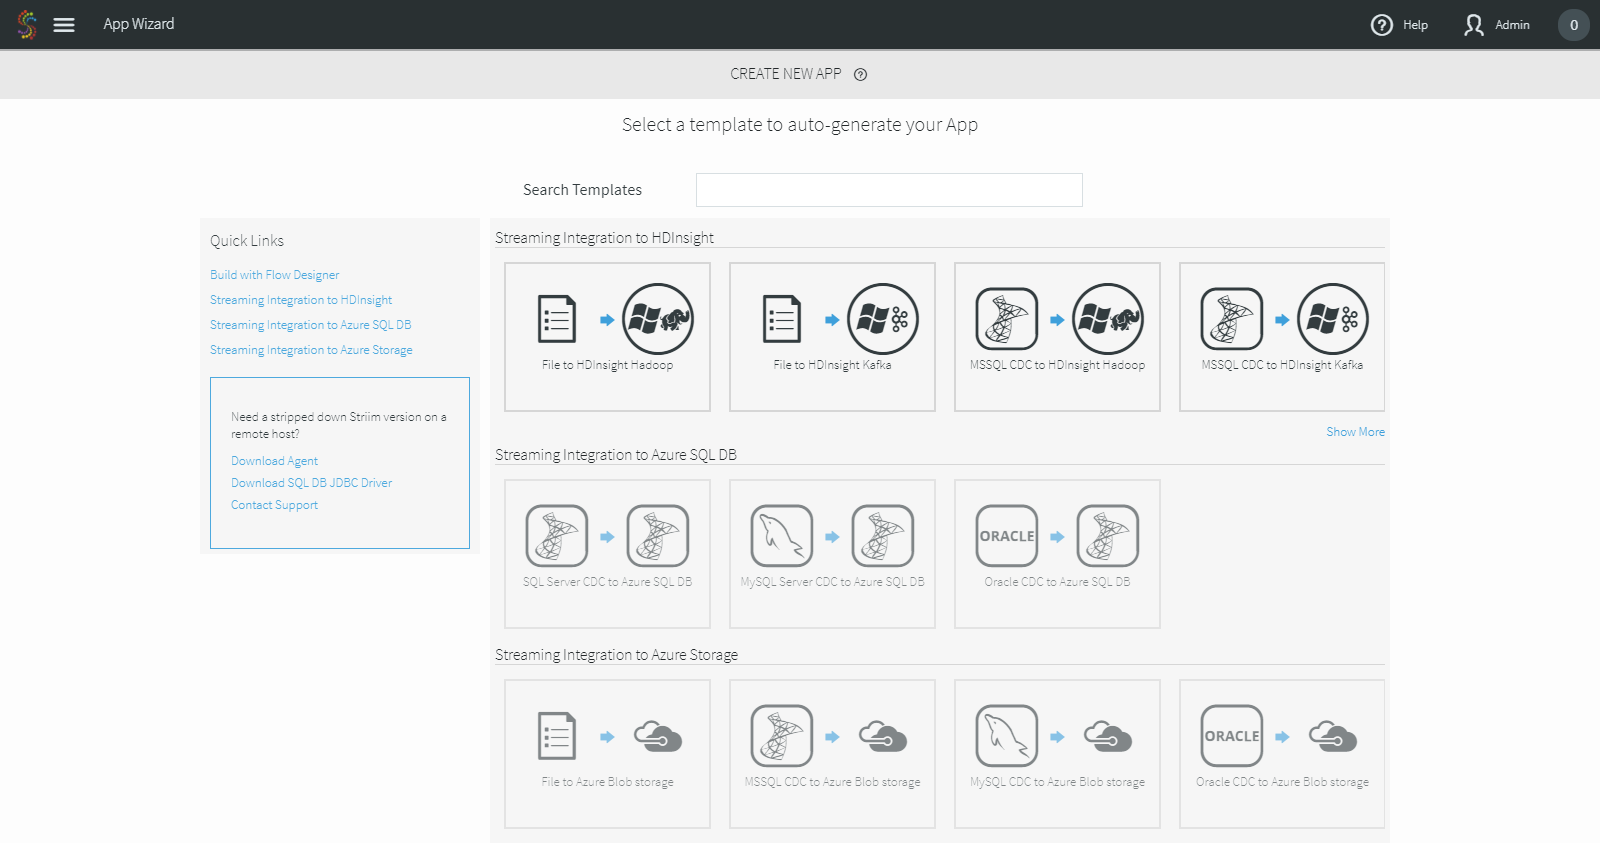 App Wizard
Help
Admin
0
CREATE NEW APP
Select a template to auto-generate your App
Search Templates
Quick Links
Build with Flow Designer
Streaming Integration to HDInsight
Streaming Integration to Azure SQL DB
Streaming Integration to Azure Storage
Need a stripped down Striim version on a
remote host?
Download Agent
Download SQL DB JDBC Driver
Contact Support
Streaming Integration to HDInsight
File to HDInsight Hadoop
File to HDInsight Kafka
MSSQL CDC to HDInsight Hadoop
MSSQL CDC to HDInsight Kafka
Show More
Streaming Integration to Azure SQL DB
SQL Server CDC to Azure SQL DB
MySQL Server CDC to Azure SQL DB
ORACLE
Oracle CDC to Azure SQL DB
Streaming Integration to Azure Storage
File to Azure Blob storage
MSSQL CDC to Azure Blob storage
MySQL CDC to Azure Blob storage
ORACLE
Oracle CDC to Azure Blob storage